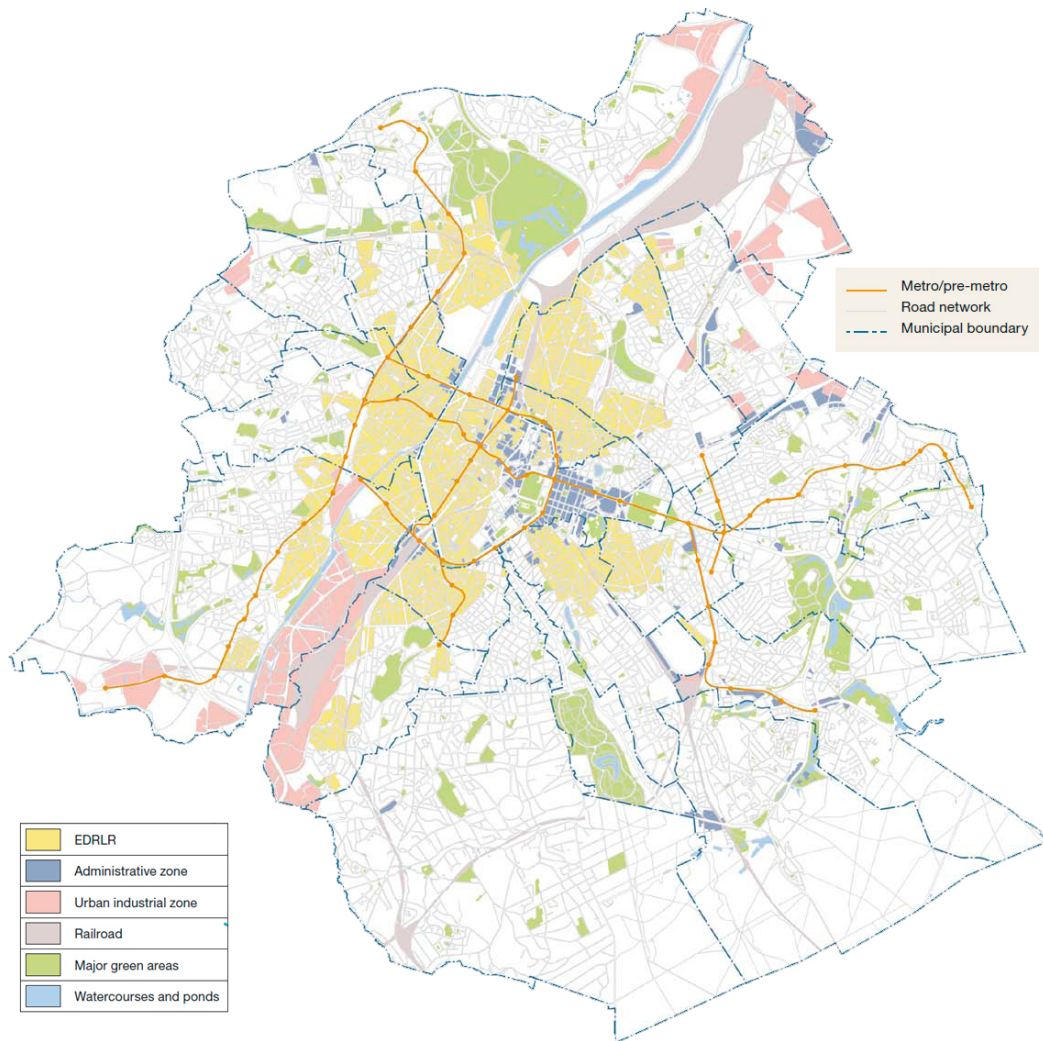 Metro/pre-metro
Road network
Municipal boundary
EDRLR
Administrative zone
Urban industrial zone
Railroad
Major green areas
Watercourses and ponds